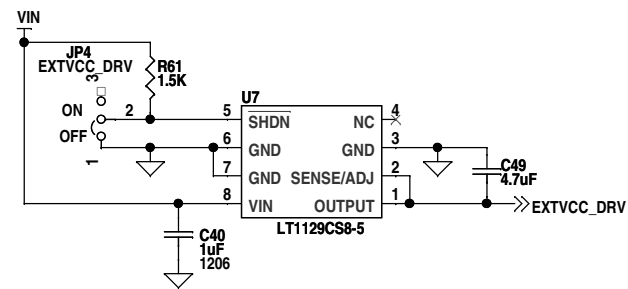 VIN
JP4
EXTVCC_DRV
3
R61
1.5K
ON
2
OFF
1
U7
5
SHDN
NC
4
6
GND
GND
3
7
GND
SENSE/ADJ
2
8
VIN
OUTPUT
1
LT1129CS8-5
C49
4.7uF
EXTVCC_DRV
C40
1uF
1206